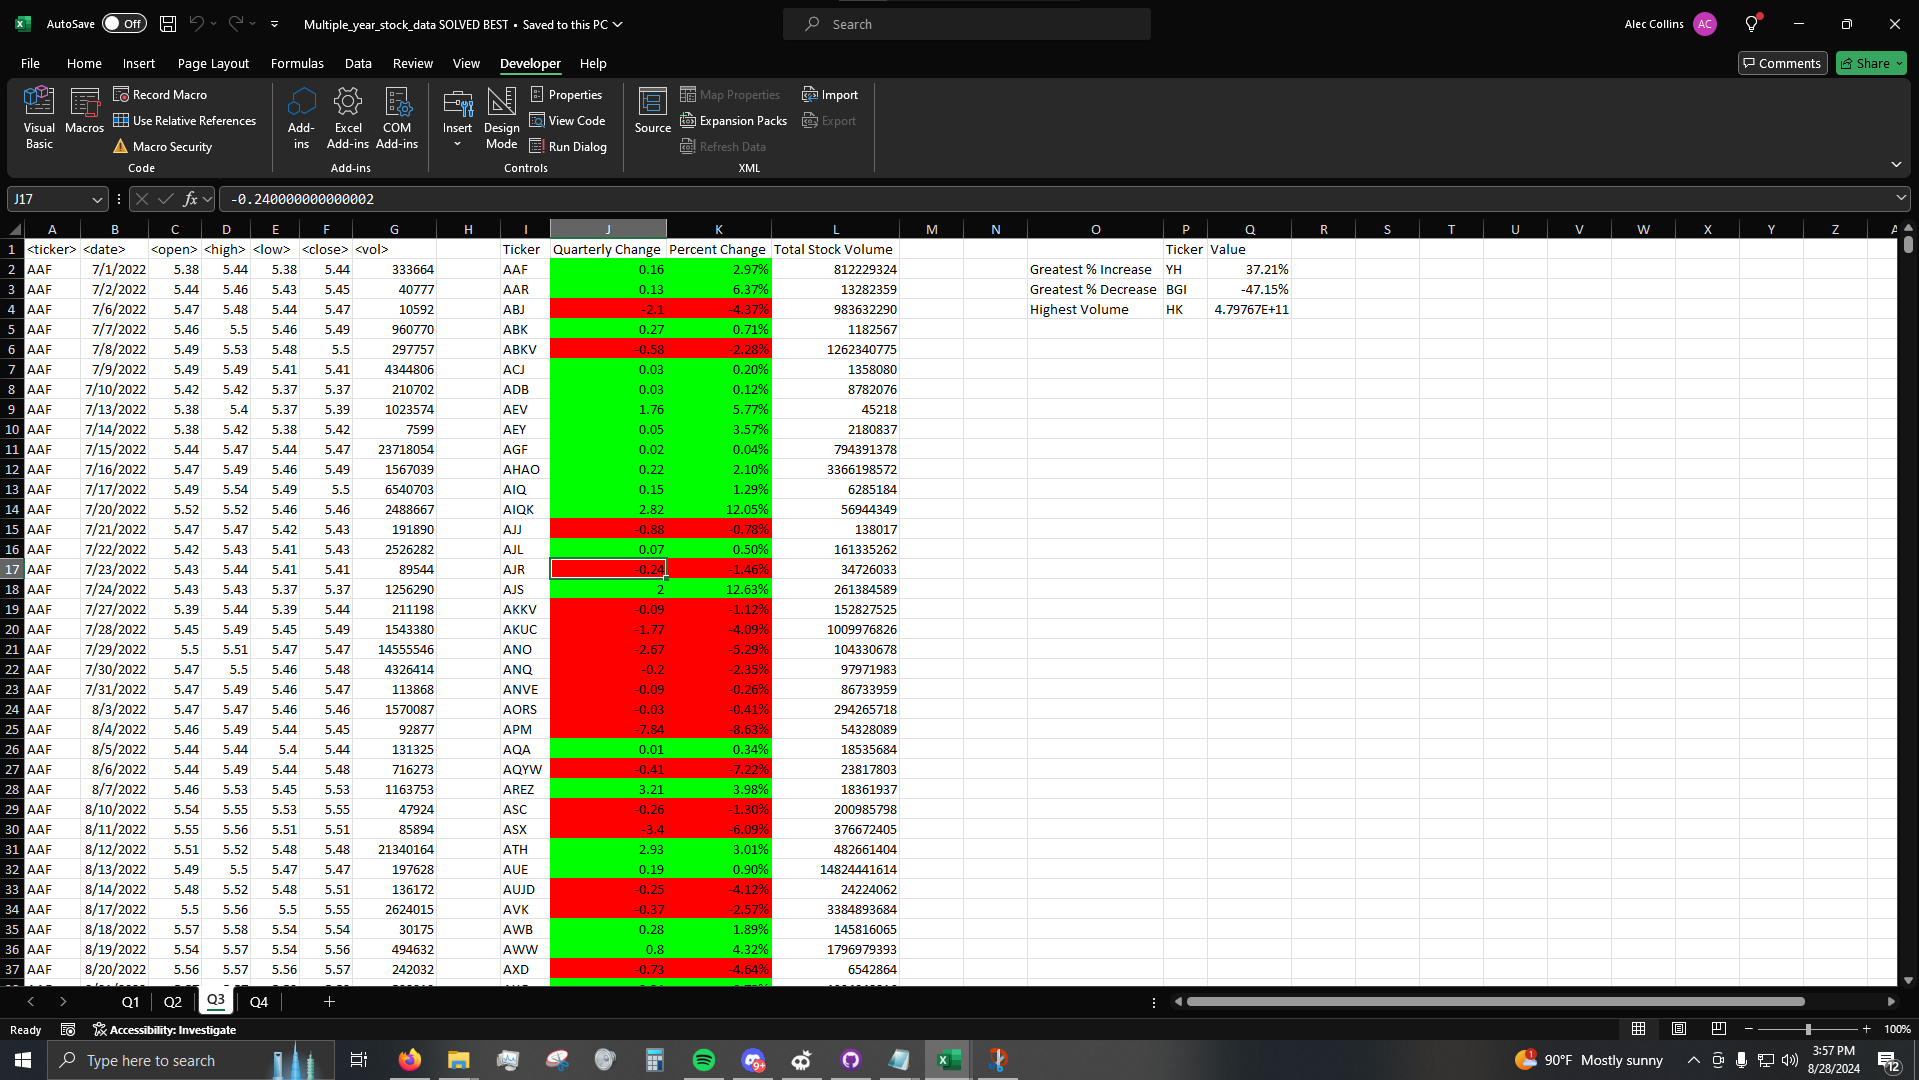 AutoSave Off Multiple_year_stock_data SOLVED BEST • Saved to this PC Search Alec Collins AC
File Home Insert Page Layout Formulas Data Review View Developer Help Comments Share
Visual Basic Macros Record Macro Use Relative References Macro Security Code
Add-ins Excel Add-ins COM Add-ins Add-ins
Insert Design Mode Properties View Code Run Dialog Controls
Source Map Properties Expansion Packs Refresh Data Import Export XML
J17 fx -0.240000000000002
A B C D E F G H I J K L M N O P Q R S T U V W X Y Z
1 <ticker> <date> <open> <high> <low> <close> <vol> Ticker Quarterly Change Percent Change Total Stock Volume Ticker Value
2 AAF 7/1/2022 5.38 5.44 5.38 5.44 333664 AAF 0.16 2.97% 812229324 Greatest % Increase YH 37.21%
3 AAF 7/2/2022 5.44 5.46 5.43 5.45 40777 AAR 0.13 6.37% 13282359 Greatest % Decrease BGI -47.15%
4 AAF 7/6/2022 5.47 5.48 5.44 5.47 10592 ABJ -2.1 -4.37% 983632290 Highest Volume HK 4.79767E+11
5 AAF 7/7/2022 5.46 5.5 5.46 5.49 960770 ABK 0.27 0.71% 1182567
6 AAF 7/8/2022 5.49 5.53 5.48 5.5 297757 ABKV -0.58 -2.28% 1262340775
7 AAF 7/9/2022 5.49 5.49 5.41 5.41 4344806 ACJ 0.03 0.20% 1358080
8 AAF 7/10/2022 5.42 5.42 5.37 5.37 210702 ADB 0.03 0.12% 8782076
9 AAF 7/13/2022 5.38 5.4 5.37 5.39 1023574 AEV 1.76 5.77% 45218
10 AAF 7/14/2022 5.38 5.42 5.38 5.42 7599 AEY 0.05 3.57% 2180837
11 AAF 7/15/2022 5.44 5.47 5.44 5.47 23718054 AGF 0.02 0.04% 794391378
12 AAF 7/16/2022 5.47 5.49 5.46 5.49 1567039 AHAO 0.22 2.10% 3366198572
13 AAF 7/17/2022 5.49 5.54 5.49 5.5 6540703 AIQ 0.15 1.29% 6285184
14 AAF 7/20/2022 5.52 5.52 5.46 5.46 2488667 AIQK 2.82 12.05% 56944349
15 AAF 7/21/2022 5.47 5.47 5.42 5.43 191890 AJJ -0.88 -0.78% 138017
16 AAF 7/22/2022 5.42 5.43 5.41 5.43 2526282 AJL 0.07 0.50% 161335262
17 AAF 7/23/2022 5.43 5.44 5.41 5.41 89544 AJR -0.24 -1.46% 34726033
18 AAF 7/24/2022 5.43 5.43 5.37 5.37 1256290 AJS 2 12.63% 261384589
19 AAF 7/27/2022 5.39 5.44 5.39 5.44 211198 AKKV -0.09 -1.12% 152827525
20 AAF 7/28/2022 5.45 5.49 5.45 5.49 1543380 AKUC -1.77 -4.09% 1009976826
21 AAF 7/29/2022 5.5 5.51 5.47 5.47 14555546 ANO -2.67 -5.29% 104330678
22 AAF 7/30/2022 5.47 5.5 5.46 5.48 4326414 ANQ -0.2 -2.35% 97971983
23 AAF 7/31/2022 5.47 5.49 5.46 5.47 113868 ANVE -0.09 -0.26% 86733959
24 AAF 8/3/2022 5.47 5.47 5.46 5.46 1570087 AORS -0.03 -0.41% 294265718
25 AAF 8/4/2022 5.46 5.49 5.44 5.45 92877 APM -7.84 -8.63% 54328089
26 AAF 8/5/2022 5.44 5.44 5.4 5.44 131325 AQA 0.01 0.34% 18535684
27 AAF 8/6/2022 5.44 5.49 5.44 5.48 716273 AQYW -0.41 -7.22% 23817803
28 AAF 8/7/2022 5.46 5.53 5.45 5.53 1163753 AREZ 3.21 3.98% 18361937
29 AAF 8/10/2022 5.54 5.55 5.53 5.55 47924 ASC -0.26 -1.30% 200985798
30 AAF 8/11/2022 5.55 5.56 5.51 5.51 85894 ASX -3.4 -6.09% 376672405
31 AAF 8/12/2022 5.51 5.52 5.48 5.48 21340164 ATH 2.93 3.01% 482661404
32 AAF 8/13/2022 5.49 5.5 5.47 5.47 197628 AUE 0.19 0.90% 14824441614
33 AAF 8/14/2022 5.48 5.52 5.48 5.51 136172 AUJD -0.25 -4.12% 24224062
34 AAF 8/17/2022 5.5 5.56 5.5 5.55 2624015 AVK -0.37 -2.57% 3384893684
35 AAF 8/18/2022 5.57 5.58 5.54 5.54 30175 AWB 0.28 1.89% 145816065
36 AAF 8/19/2022 5.54 5.57 5.54 5.56 494632 AWW 0.8 4.32% 1796979393
37 AAF 8/20/2022 5.56 5.57 5.56 5.57 242032 AXD -0.73 -4.64% 6542864
Q1 Q2 Q3 Q4
Ready Accessibility: Investigate 100%
Type here to search 9+ 1 90°F Mostly sunny 3:57 PM 8/28/2024 12